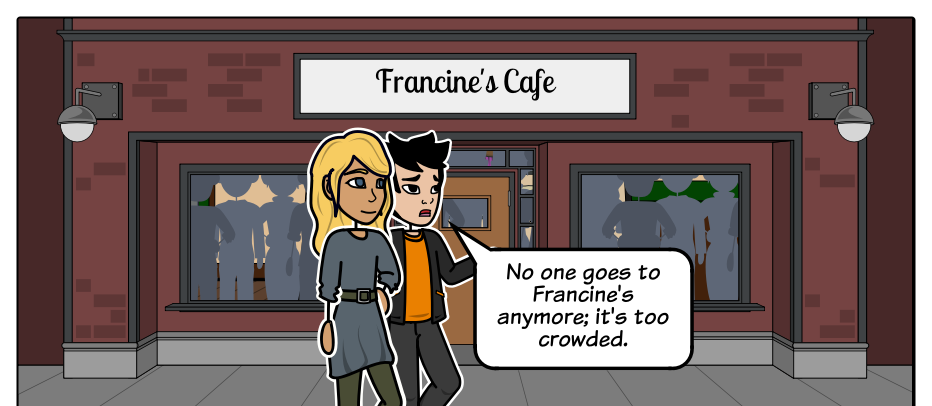 Francine's Cafe
No one goes to
Francine's
anymore; it's too
crowded.